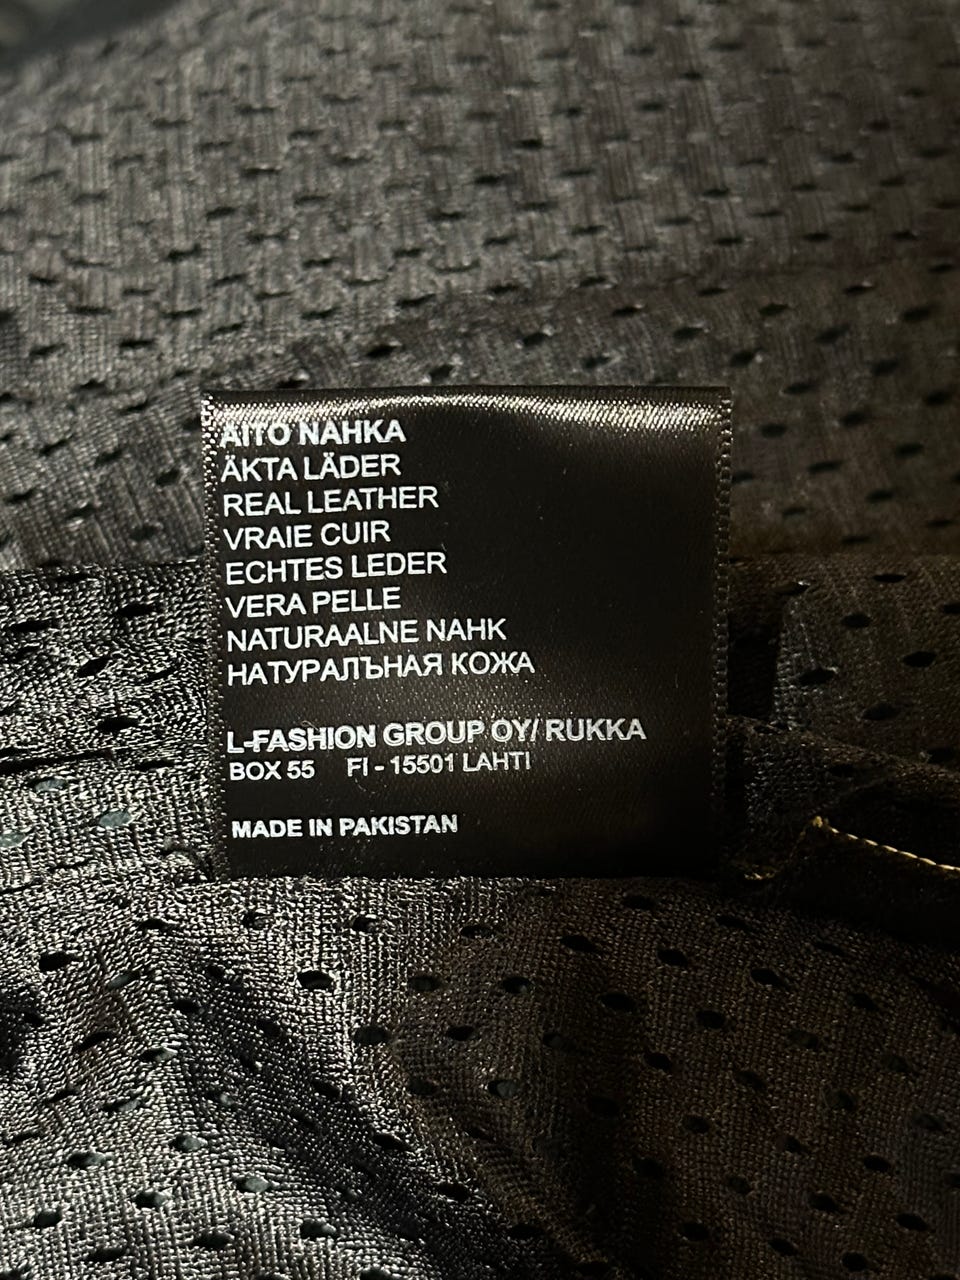 AITO NAHKA
ÄKTA LÄDER
REAL LEATHER
VRAIE CUIR
ECHTES LEDER
VERA PELLE
NATURAALNE NAHK
НАТУРАЛЪНАЯ КОЖА
L-FASHION GROUP OY/ RUKKA
BOX 55 FI - 15501 LAHTI
MADE IN PAKISTAN